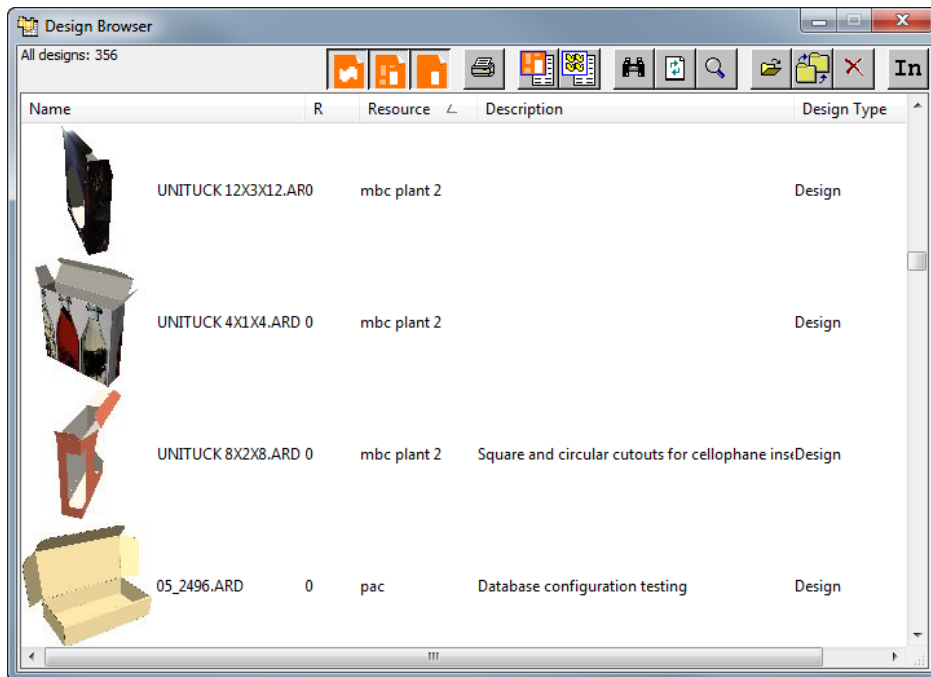 Design Browser
All designs: 356
In
Name R Resource Description Design Type
UNITUCK 12X3X12.AR0 mbc plant 2 Design
UNITUCK 4X1X4.ARD 0 mbc plant 2 Design
UNITUCK 8X2X8.ARD 0 mbc plant 2 Square and circular cutouts for cellophane inseDesign
05_2496.ARD 0 pac Database configuration testing Design